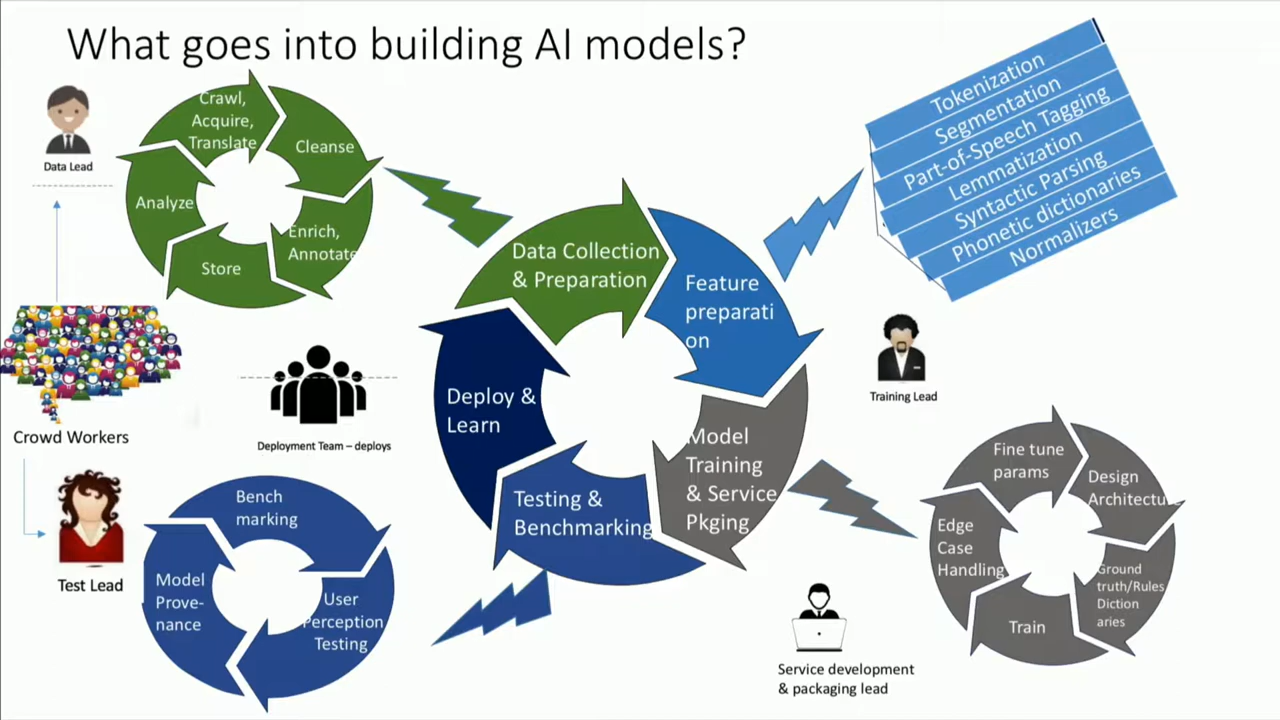 What goes into building AI models?
Data Lead
Crawl,
Acquire,
Translate
Cleanse
Enrich,
Annotate
Store
Analyze
Crowd Workers
Deployment Team – deploys
Test Lead
Data Collection
& Preparation
Feature
preparati
on
Model
Training
& Service
Pkging
Testing &
Benchmarking
Deploy &
Learn
Tokenization
Segmentation
Part-of-Speech Tagging
Lemmatization
Syntactic Parsing
Phonetic dictionaries
Normalizers
Training Lead
Bench
marking
User
Perception
Testing
Model
Prove-
nance
Service development
& packaging lead
Fine tune
params
Design
Architectu
Ground
truth/Rules
Diction
aries
Train
Edge
Case
Handling